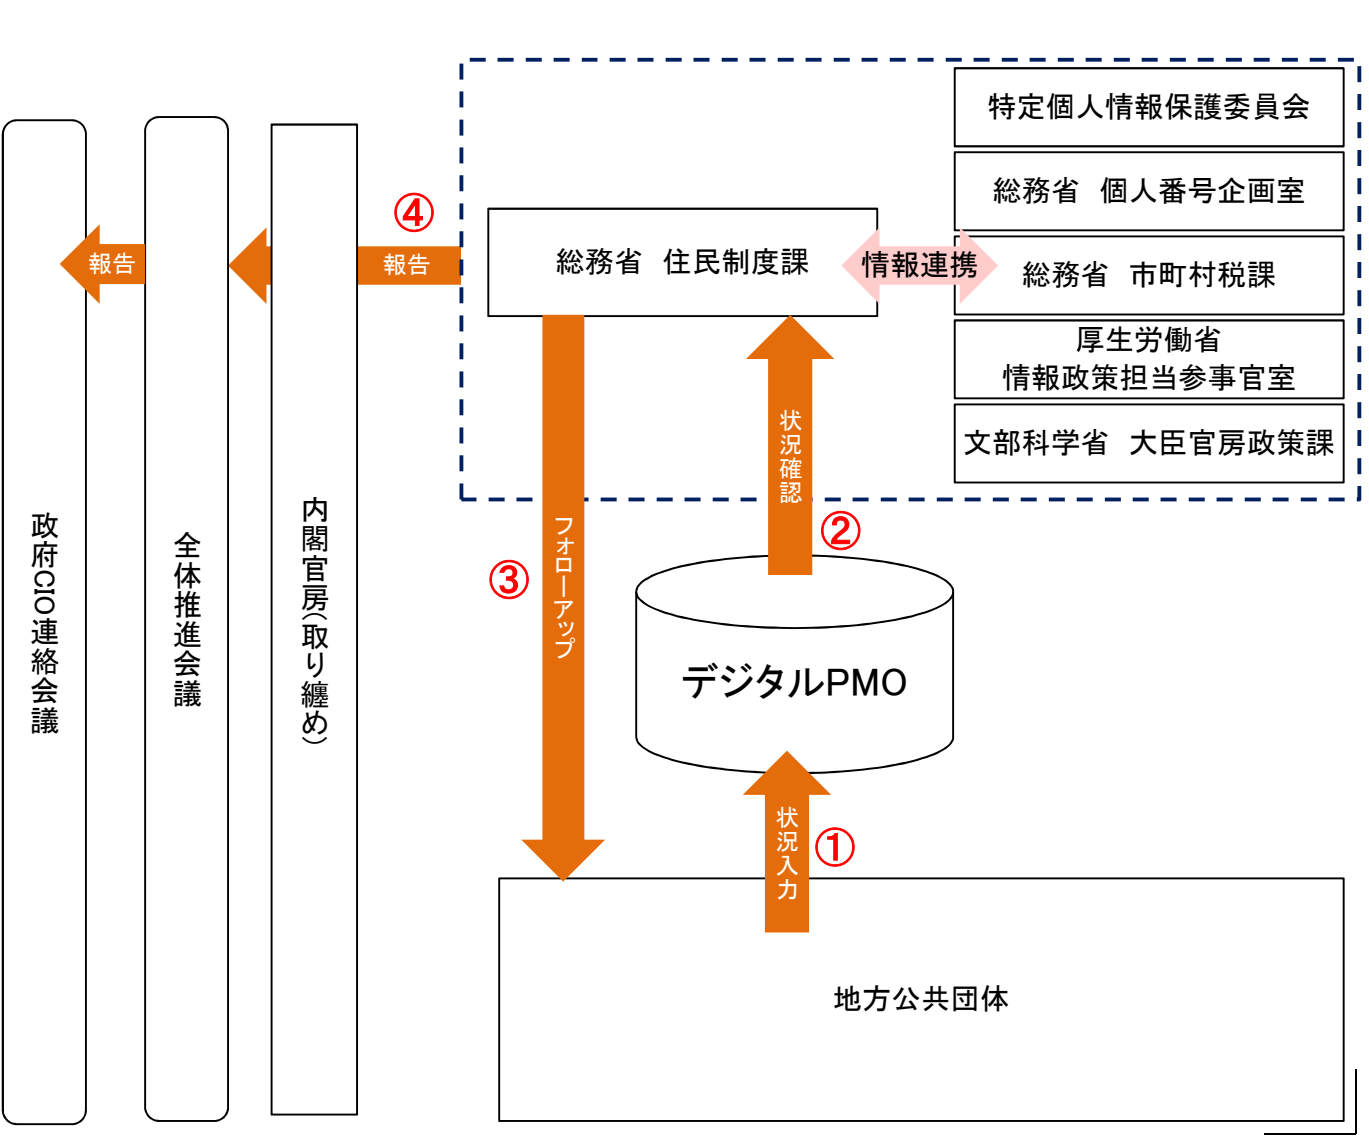 特定個人情報保護委員会
総務省　個人番号企画室
総務省　市町村税課
厚生労働省
情報政策担当参事官室
文部科学省　大臣官房政策課
総務省　住民制度課
情報連携
④
報告
報告
状況確認
②
フォローアップ
③
デジタルPMO
状況入力
①
地方公共団体
内閣官房(取り纏め)
全体推進会議
政府CIO連絡会議